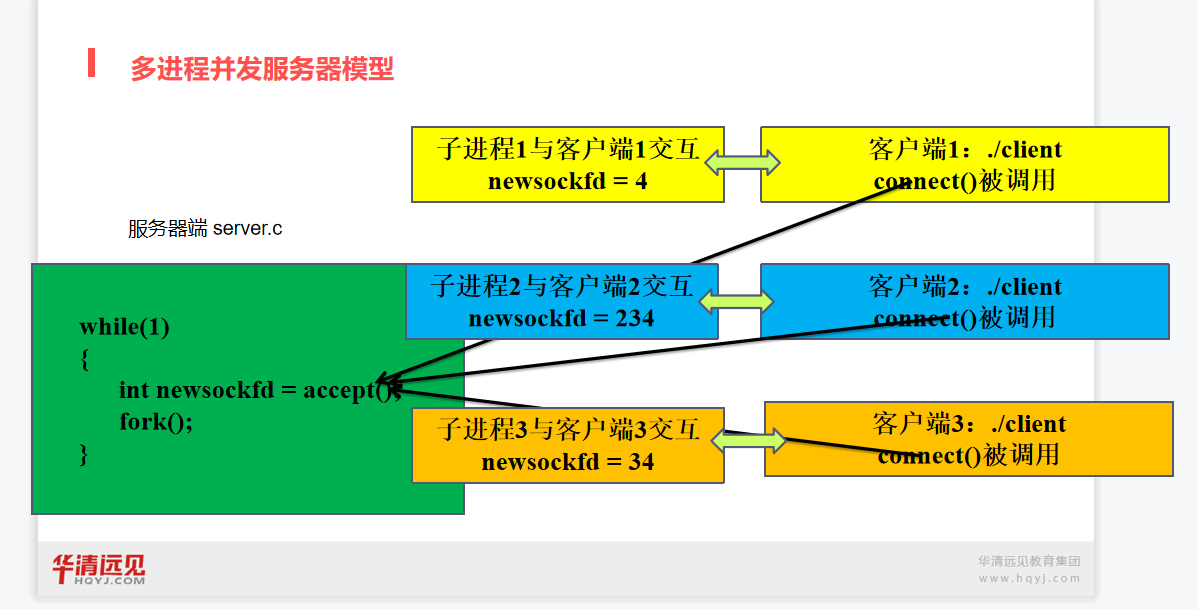 多进程并发服务器模型
子进程1与客户端1交互
newsockfd = 4
客户端1：./client
connect()被调用
服务器端 server.c
子进程2与客户端2交互
newsockfd = 234
客户端2：./client
connect()被调用
while(1)
{
int newsockfd = accept();
fork();
}
子进程3与客户端3交互
newsockfd = 34
客户端3：./client
connect()被调用
华清远见
HQYJ.COM
华清远见教育集团
www.hqyj.com